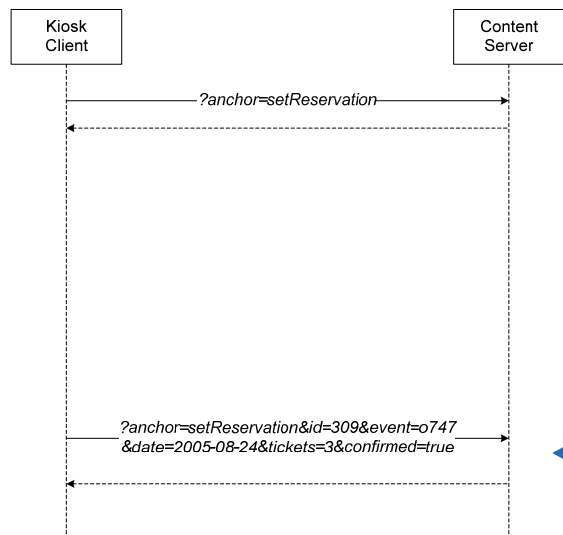 Kiosk
Client
Content
Server
?anchor=setReservation
?anchor=setReservation&id=309&event=o747
&date=2005-08-24&tickets=3&confirmed=true